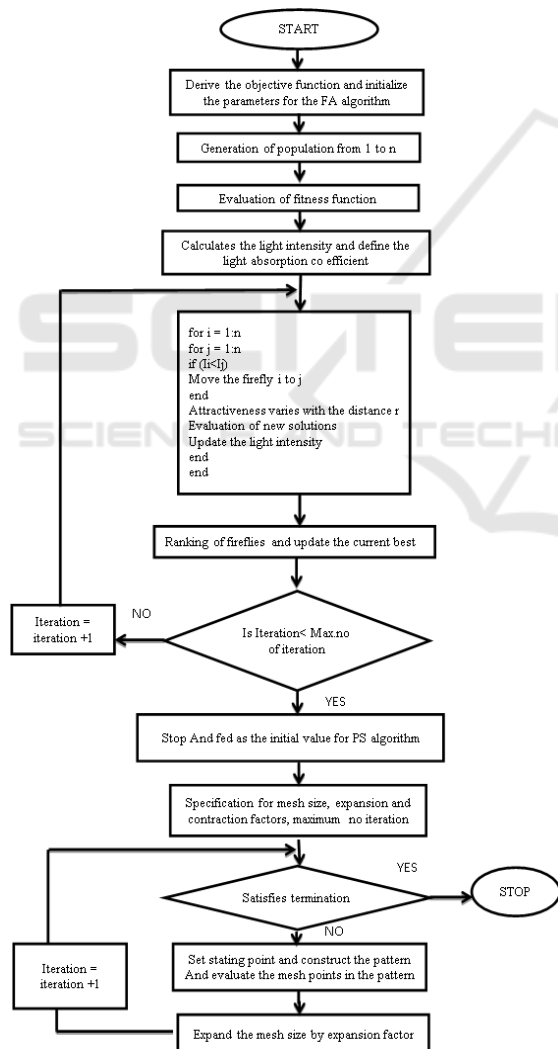 START
Derive the objective function and initialize
the parameters for the FA algorithm
Generation of population from 1 to n
Evaluation of fitness function
Calculates the light intensity and define the
light absorption co efficient
for i = 1:n
for j = 1:n
if (Ii<Ij)
Move the firefly i to j
end
Attractiveness varies with the distance r
Evaluation of new solutions
Update the light intensity
end
end
Ranking of fireflies and update the current best
Is Iteration< Max.no
of iteration
NO
Iteration =
iteration +1
YES
Stop And fed as the initial value for PS algorithm
Specification for mesh size, expansion and
contraction factors, maximum no iteration
Satisfies termination
YES
STOP
NO
Set stating point and construct the pattern
And evaluate the mesh points in the pattern
Iteration =
iteration +1
Expand the mesh size by expansion factor